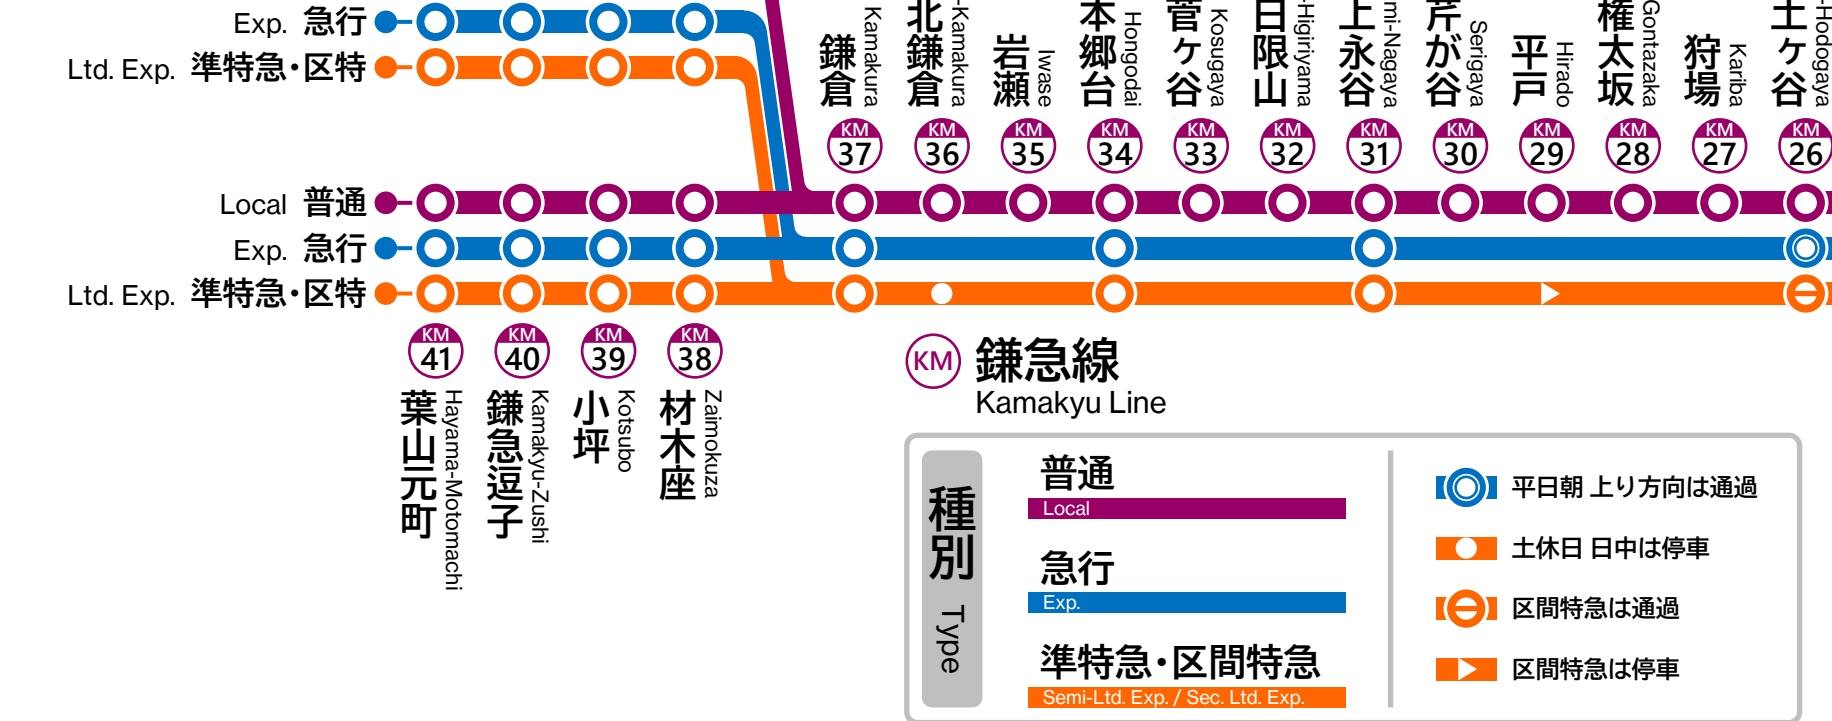 Exp. 急行
Ltd. Exp. 準特急・区特
鎌倉 Kamakura
北鎌倉 -Kamakura
岩瀬 Iwase
本郷台 Hongodai
菅ヶ谷 Kosugaya
日限山 -Higiriyama
上永谷 mi-Nagaya
芹が谷 Serigaya
平戸 Hirado
権太坂 Gontazaka
狩場 Kariba
土ヶ谷 -Hodogaya
KM 37
KM 36
KM 35
KM 34
KM 33
KM 32
KM 31
KM 30
KM 29
KM 28
KM 27
KM 26
Local 普通
Exp. 急行
Ltd. Exp. 準特急・区特
KM 41
KM 40
KM 39
KM 38
葉山元町 Hayama-Motomachi
鎌急逗子 Kamakyu-Zushi
小坪 Kotsubo
材木座 Zaimokuza
KM 鎌急線
Kamakyu Line
種別 Type
普通
Local
急行
Exp.
準特急・区間特急
Semi-Ltd. Exp. / Sec. Ltd. Exp.
平日朝 上り方向は通過
土休日 日中は停車
区間特急は通過
区間特急は停車